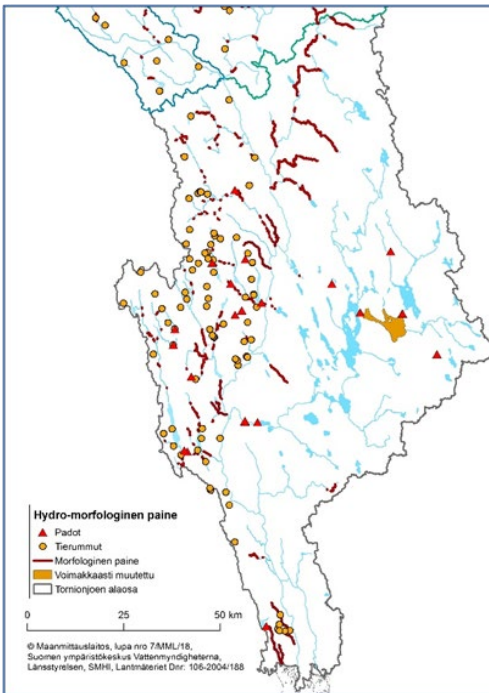 Hydro-morfologinen paine
Padot
Tierummut
Morfologinen paine
Voimakkaasti muutettu
Tornionjoen alaosa
0 25 50 km
© Maanmittauslaitos, lupa nro 7/MML/18,
Suomen ympäristökeskus Vattenmyndigheterna,
Länsstyrelsen, SMHI, Lantmäteriet Dnr: 106-2004/188